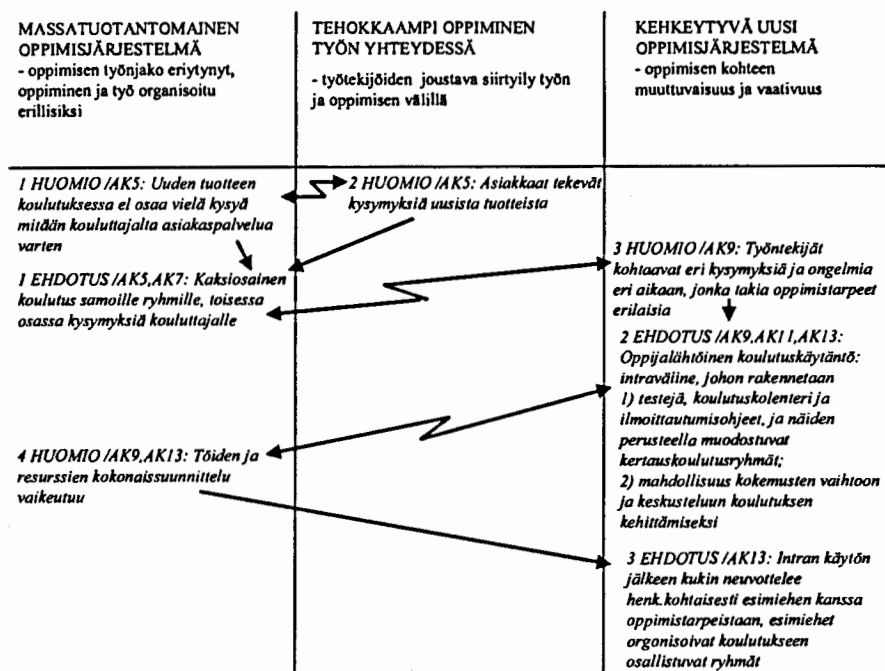 MASSATUOTANTOMAINEN
OPPIMISJÄRJESTELMÄ
- oppimisen työnjako eriytynyt,
oppiminen ja työ organisoitu
erillisiksi
TEHOKKAAMPI OPPIMINEN
TYÖN YHTEYDESSÄ
- työtekijöiden joustava siirtyily työn
ja oppimisen välillä
KEHKEYTYVÄ UUSI
OPPIMISJÄRJESTELMÄ
- oppimisen kohteen
muuttuvaisuus ja vaativuus
1 HUOMIO /AK5: Uuden tuotteen
koulutuksessa ei osaa vielä kysyä
mitään kouluttajalta asiakaspalvelua
varten
2 HUOMIO /AK5: Asiakkaat tekevät
kysymyksiä uusista tuotteista
1 EHDOTUS /AK5,AK7: Kaksiosainen
koulutus samoille ryhmille, toisessa
osassa kysymyksiä kouluttajalle
3 HUOMIO /AK9: Työntekijät
kohtaavat eri kysymyksiä ja ongelmia
eri aikaan, jonka takia oppimistarpeet
erilaisia
2 EHDOTUS /AK9,AK11,AK13:
Oppijalähtöinen koulutuskäytäntö:
intraväline, johon rakennetaan
1) testejä, koulutuskolenteri ja
ilmoittautumisohjeet, ja näiden
perusteella muodostuvat
kertauskoulutusryhmät;
2) mahdollisuus kokemusten vaihtoon
ja keskusteluun koulutuksen
kehittämiseksi
4 HUOMIO /AK9,AK13: Töiden ja
resurssien kokonaissuunnittelu
vaikeutuu
3 EHDOTUS /AK13: Intran käytön
jälkeen kukin neuvottelee
henk.kohtaisesti esimiehen kanssa
oppimistarpeistaan, esimiehet
orgonisoivat koulutukseen
osallistuvat ryhmät